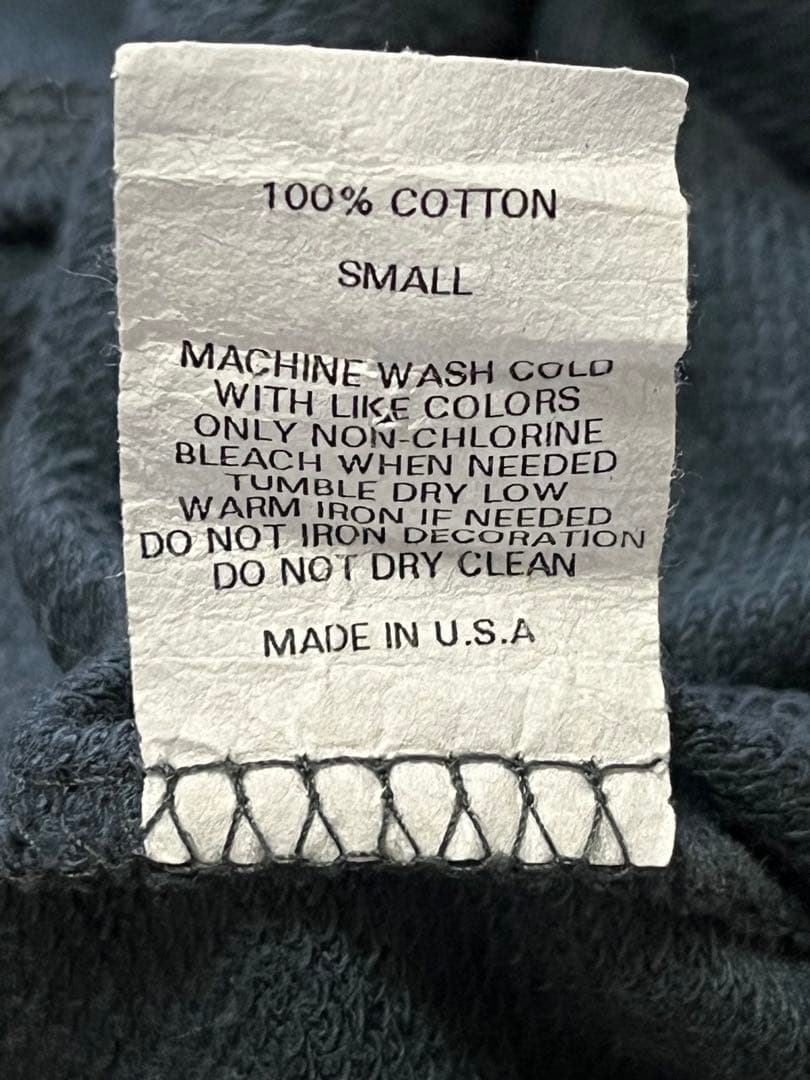 100% COTTON
SMALL
MACHINE WASH COLD
WITH LIKE COLORS
ONLY NON-CHLORINE
BLEACH WHEN NEEDED
TUMBLE DRY LOW
WARM IRON IF NEEDED
DO NOT IRON DECORATION
DO NOT DRY CLEAN
MADE IN U.S.A